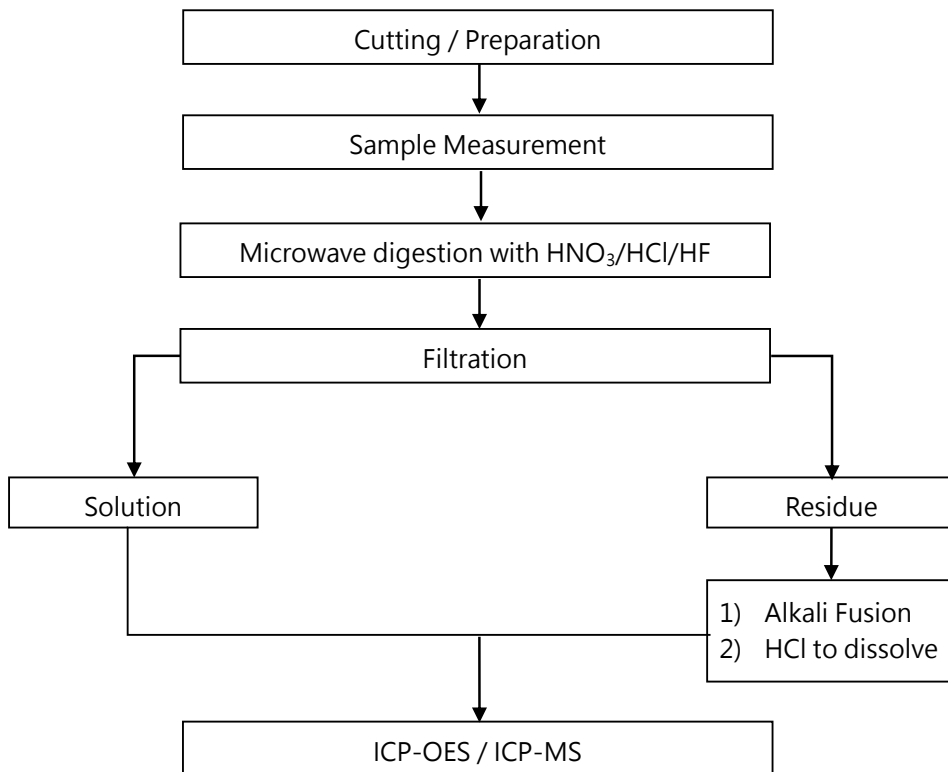 Cutting / Preparation
Sample Measurement
Microwave digestion with HNO₃/HCl/HF
Filtration
Solution
Residue
1) Alkali Fusion
2) HCl to dissolve
ICP-OES / ICP-MS